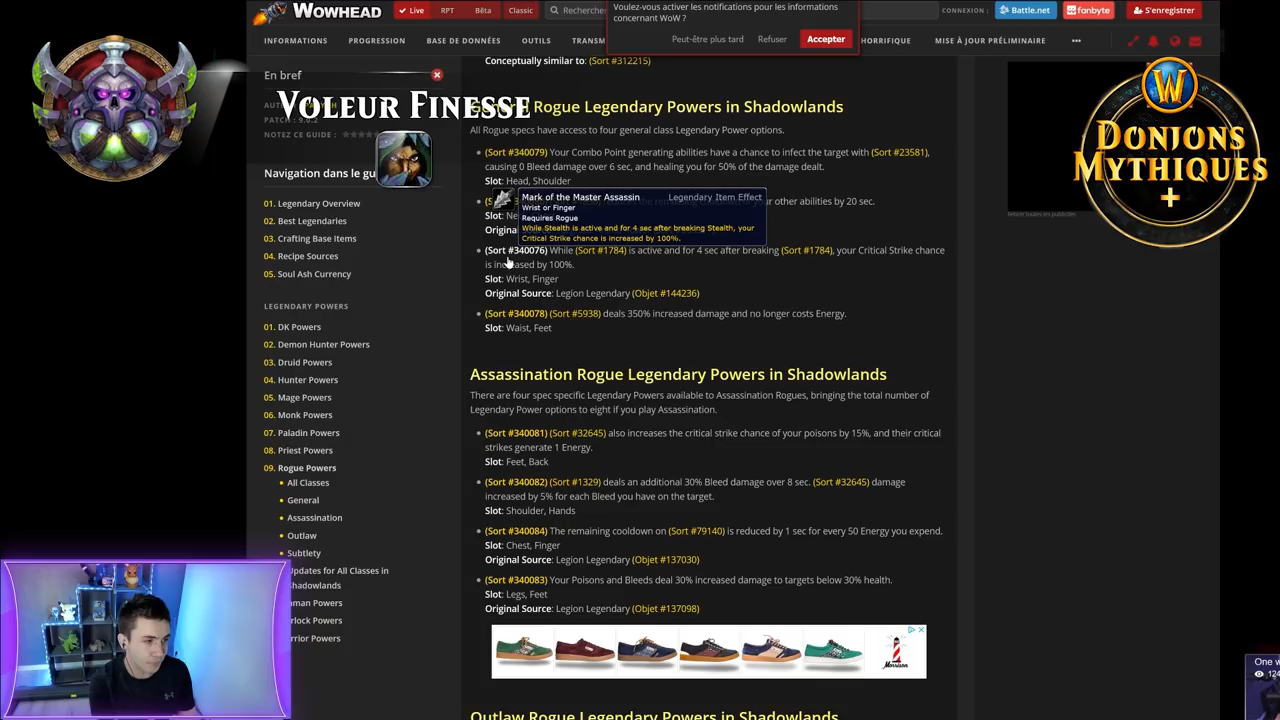 WOWHEAD
Live
RPT
Bêta
Classic
Recherche
Voulez-vous activer les notifications pour les informations
concernant WoW ?
Peut-être plus tard
Refuser
Accepter
CONNEXION :
Battle.net
fanbyte
S'enregistrer
INFORMATIONS
PROGRESSION
BASE DE DONNÉES
OUTILS
HORRIFIQUE
MISE À JOUR PRÉLIMINAIRE
En bref
VOLEUR FINESSE
PATCH : 9.0.2
NOTEZ CE GUIDE :
Navigation dans le gu
01. Legendary Overview
02. Best Legendaries
03. Crafting Base Items
04. Recipe Sources
05. Soul Ash Currency
LEGENDARY POWERS
01. DK Powers
02. Demon Hunter Powers
03. Druid Powers
04. Hunter Powers
05. Mage Powers
06. Monk Powers
07. Paladin Powers
08. Priest Powers
09. Rogue Powers
All Classes
General
Assassination
Outlaw
Subtlety
pdates for All Classes in
Shadowlands
aman Powers
rlock Powers
rrior Powers
Conceptually similar to: (Sort #312215)
Rogue Legendary Powers in Shadowlands
All Rogue specs have access to four general class Legendary Power options.
(Sort #340079) Your Combo Point generating abilities have a chance to infect the target with (Sort #23581),
causing 0 Bleed damage over 6 sec, and healing you for 50% of the damage dealt.
Slot: Head, Shoulder
Mark of the Master Assassin
Legendary Item Effect
Wrist or Finger
Requires Rogue
While Stealth is active and for 4 sec after breaking Stealth, your
Critical Strike chance is increased by 100%.
other abilities by 20 sec.
(Sort #340076) While (Sort #1784) is active and for 4 sec after breaking (Sort #1784), your Critical Strike chance
is increased by 100%.
Slot: Wrist, Finger
Original Source: Legion Legendary (Objet #144236)
(Sort #340078) (Sort #5938) deals 350% increased damage and no longer costs Energy.
Slot: Waist, Feet
Assassination Rogue Legendary Powers in Shadowlands
There are four spec specific Legendary Powers available to Assassination Rogues, bringing the total number of
Legendary Power options to eight if you play Assassination.
(Sort #340081) (Sort #32645) also increases the critical strike chance of your poisons by 15%, and their critical
strikes generate 1 Energy.
Slot: Feet, Back
(Sort #340082) (Sort #1329) deals an additional 30% Bleed damage over 8 sec. (Sort #32645) damage
increased by 5% for each Bleed you have on the target.
Slot: Shoulder, Hands
(Sort #340084) The remaining cooldown on (Sort #79140) is reduced by 1 sec for every 50 Energy you expend.
Slot: Chest, Finger
Original Source: Legion Legendary (Objet #137030)
(Sort #340083) Your Poisons and Bleeds deal 30% increased damage to targets below 30% health.
Slot: Legs, Feet
Original Source: Legion Legendary (Objet #137098)
Morrison
Outlaw Rogue Legendary Powers in Shadowlands
W
DONJONS
MYTHIQUES
+
Retirer toutes les publicités
One w
124